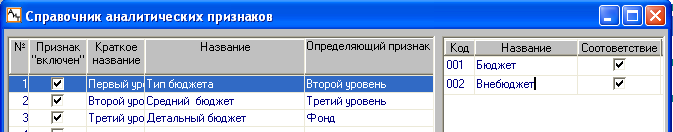 Справочник аналитических признаков
№ Признак "включен" Краткое название Название Определяющий признак
1 Первый уро Тип бюджета Второй уровень
2 Второй уро Средний бюджет Третий уровень
3 Третий уро Детальный бюджет Фонд
Код Название Соответствие
001 Бюджет
002 Внебюджет